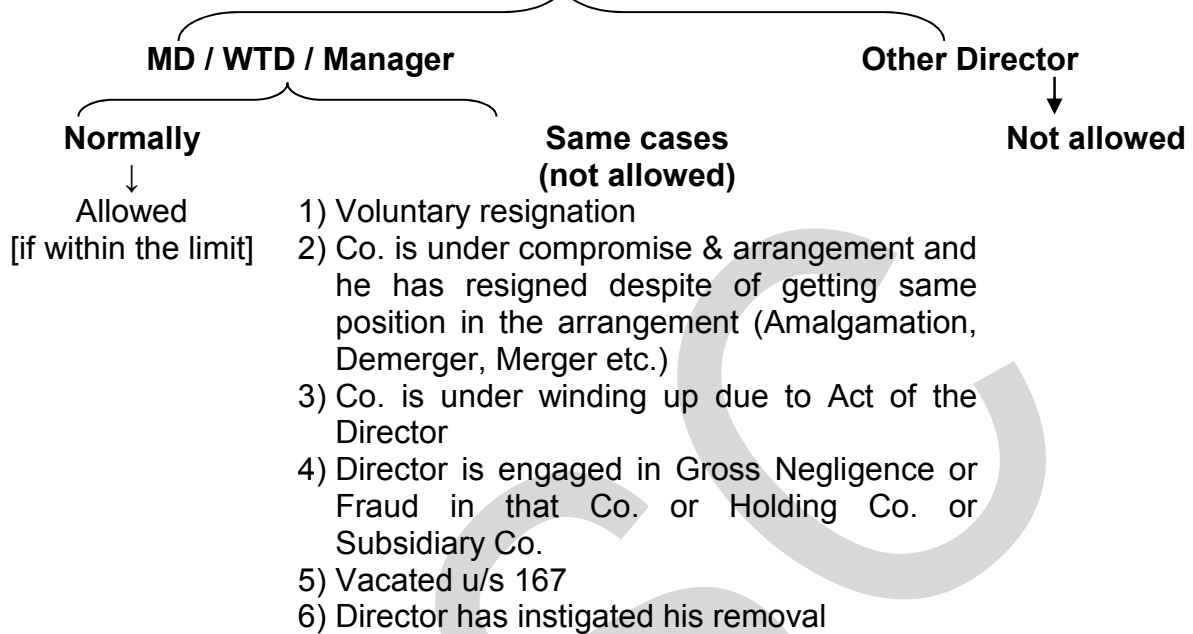 MD / WTD / Manager Other Director
Normally Same cases Not allowed
(not allowed)
↓
Allowed 1) Voluntary resignation
[if within the limit] 2) Co. is under compromise & arrangement and
he has resigned despite of getting same
position in the arrangement (Amalgamation,
Demerger, Merger etc.)
3) Co. is under winding up due to Act of the
Director
4) Director is engaged in Gross Negligence or
Fraud in that Co. or Holding Co. or
Subsidiary Co.
5) Vacated u/s 167
6) Director has instigated his removal